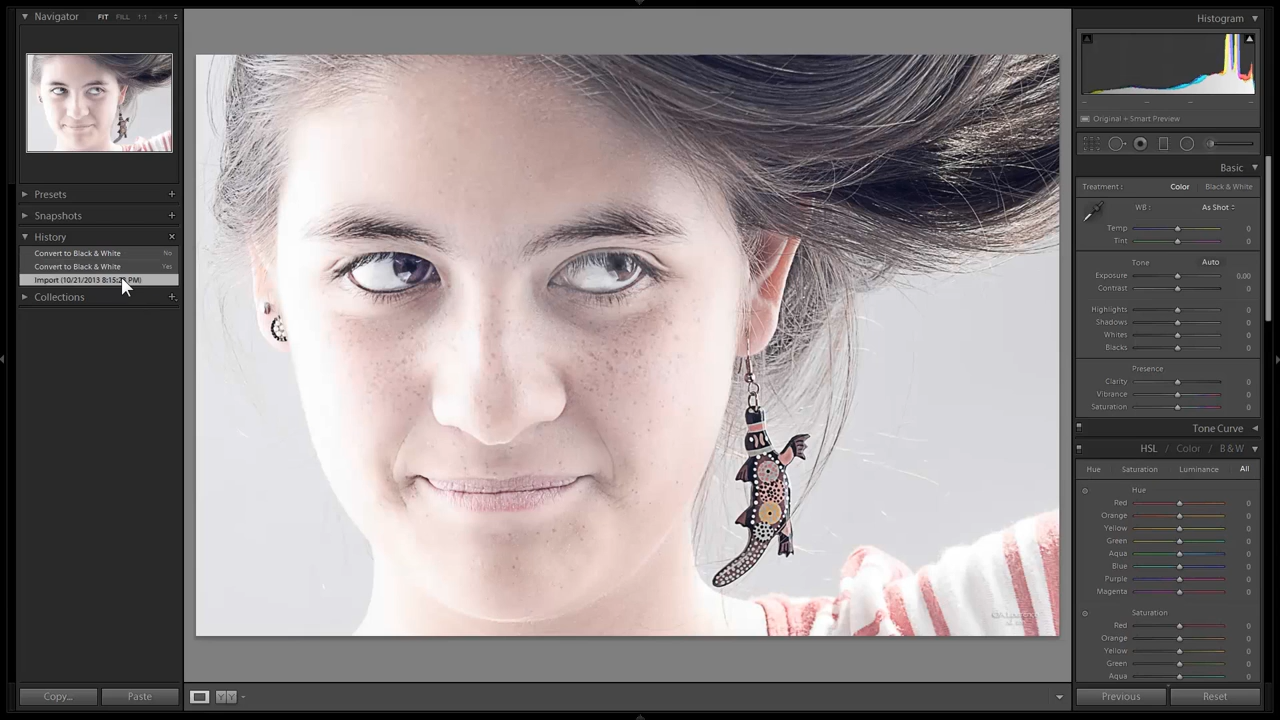 Navigator FIT FILL 1:1 4:1
Presets +
Snapshots +
History ×
Convert to Black & White No
Convert to Black & White Yes
Import (10/21/2013 8:15: PM)
Collections +
Copy... Paste
Histogram
Original + Smart Preview
Basic
Treatment : Color Black & White
WB : As Shot
Temp 0
Tint 0
Tone Auto
Exposure 0.00
Contrast 0
Highlights 0
Shadows 0
Whites 0
Blacks 0
Presence
Clarity 0
Vibrance 0
Saturation 0
Tone Curve
HSL / Color / B & W
Hue Saturation Luminance All
Hue
Red 0
Orange 0
Yellow 0
Green 0
Aqua 0
Blue 0
Purple 0
Magenta 0
Saturation
Red 0
Orange 0
Yellow 0
Green 0
Aqua 0
Previous Reset
Y Y